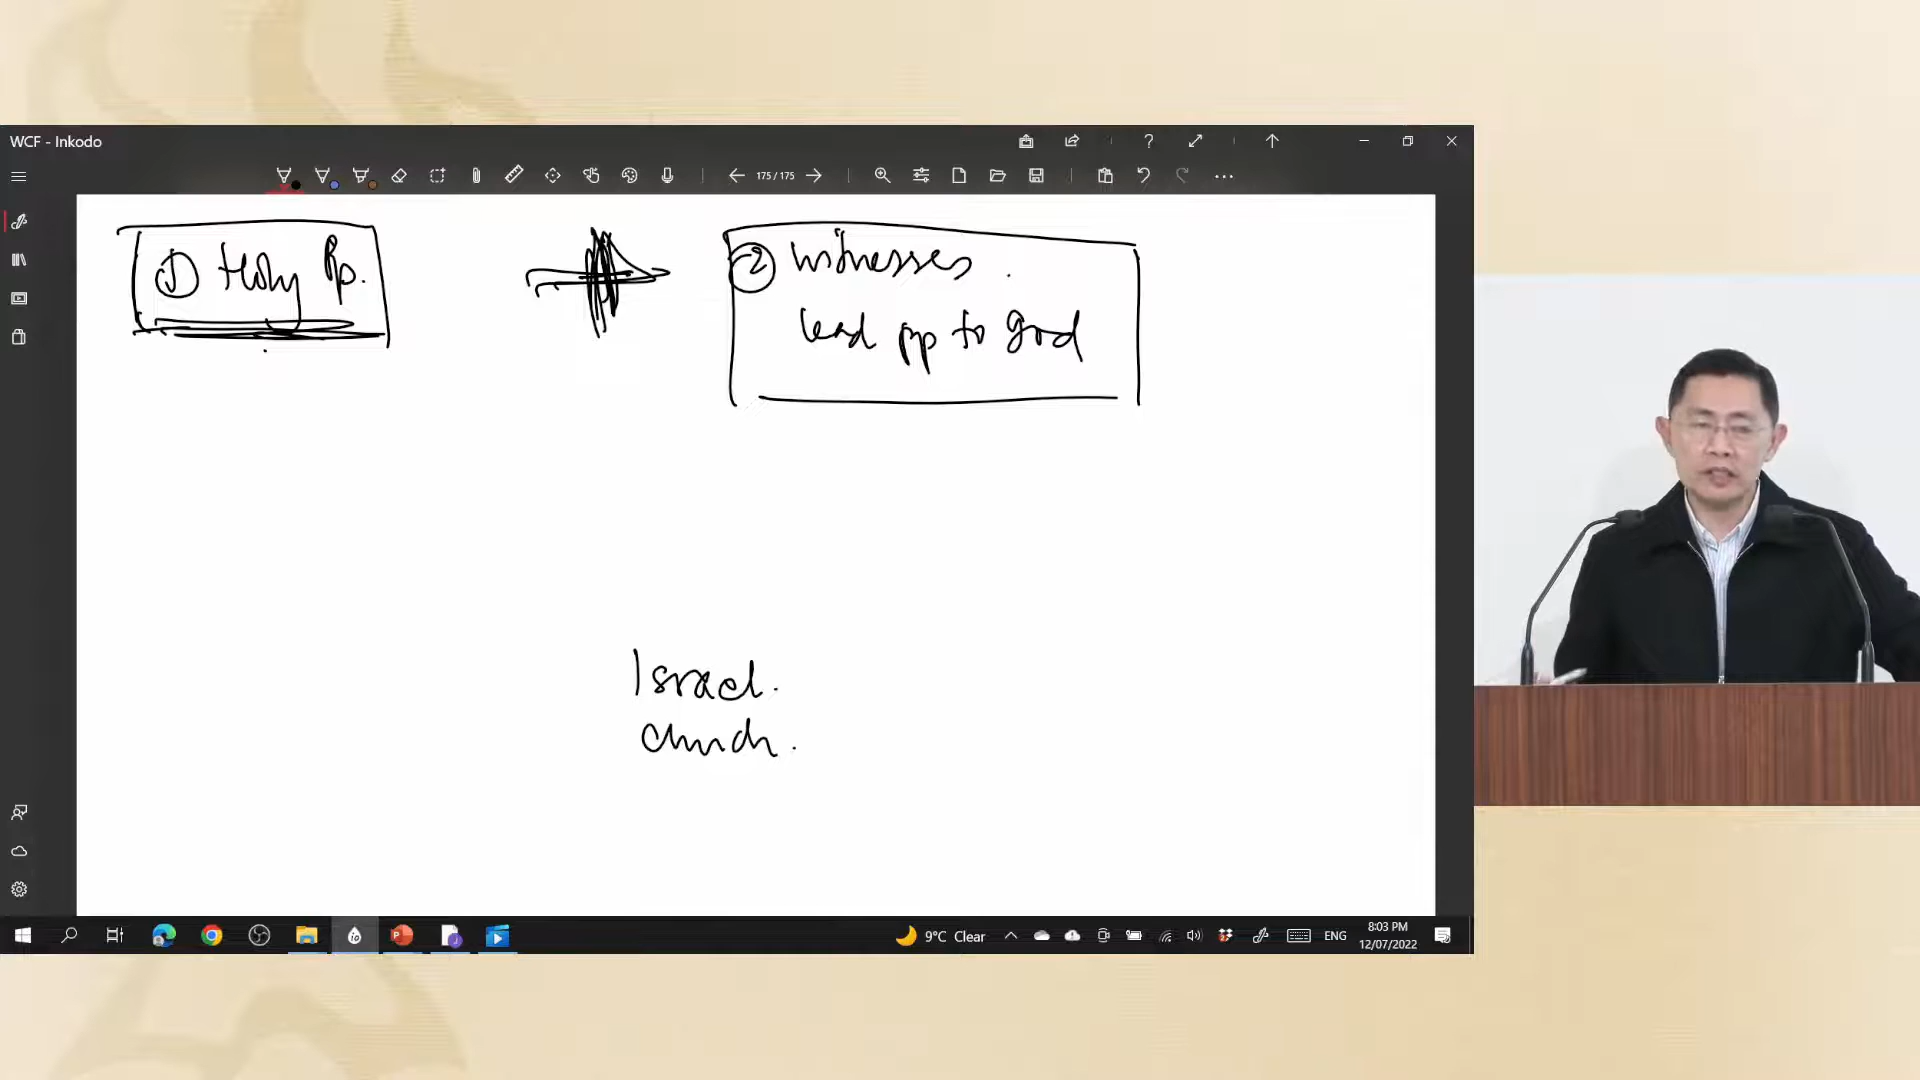 WCF - Inkodo
175 / 175
① Holy Pp.
② witnesses.
lead pp to God
Israel.
church.
9°C Clear
ENG
8:03 PM
12/07/2022